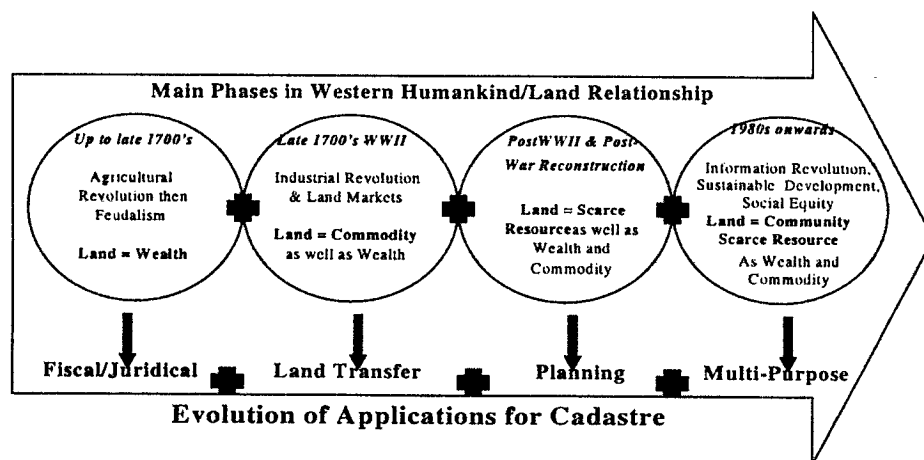 Main Phases in Western Humankind/Land Relationship
Up to late 1700's
Agricultural
Revolution then
Feudalism
Land = Wealth
Late 1700's WWII
Industrial Revolution
& Land Markets
Land = Commodity
as well as Wealth
PostWWII & Post-
War Reconstruction
Land = Scarce
Resourceas well as
Wealth and
Commodity
1980s onwards
Information Revolution,
Sustainable Development,
Social Equity
Land = Community
Scarce Resource
As Wealth and
Commodity
Fiscal/Juridical
Land Transfer
Planning
Multi-Purpose
Evolution of Applications for Cadastre